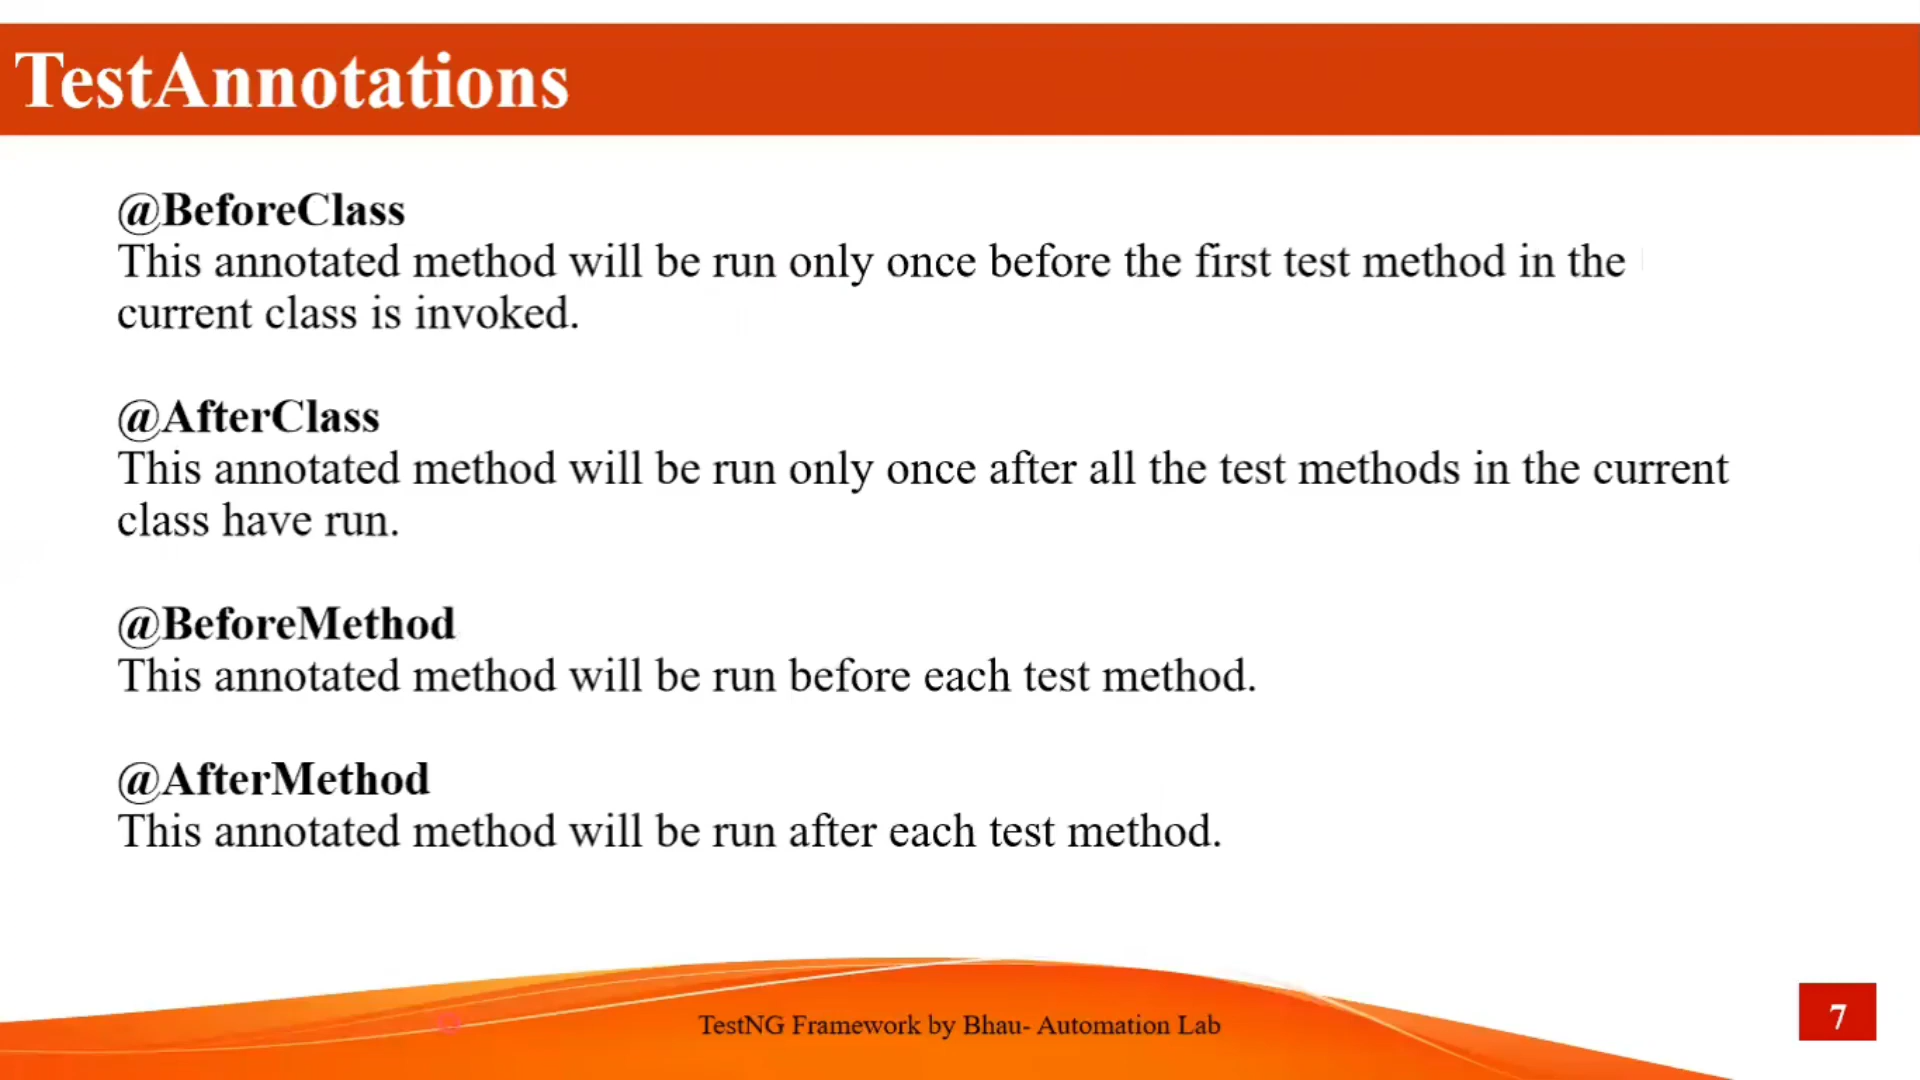 TestAnnotations
@BeforeClass
This annotated method will be run only once before the first test method in the
current class is invoked.
@AfterClass
This annotated method will be run only once after all the test methods in the current
class have run.
@BeforeMethod
This annotated method will be run before each test method.
@AfterMethod
This annotated method will be run after each test method.
TestNG Framework by Bhau- Automation Lab
7